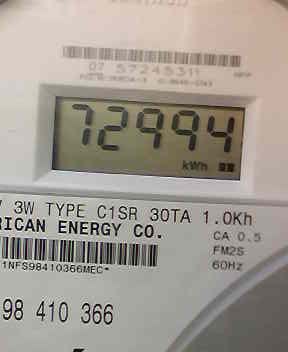 07 57245311
72994
kWh
V 3W TYPE C1SR 30TA 1.0Kh
RICAN ENERGY CO. CA 0.5
FM2S
1NFS98410366MEC* 60Hz
98 410 366